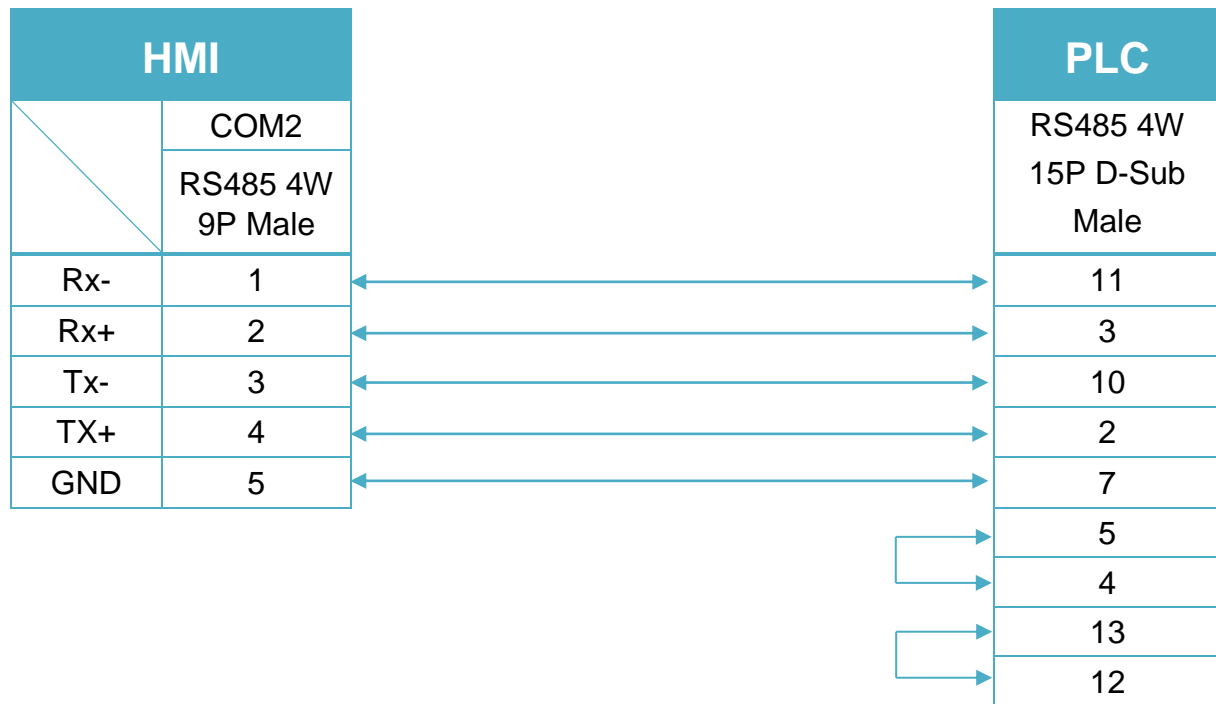 HMI
PLC
COM2
RS485 4W
9P Male
RS485 4W
15P D-Sub
Male
Rx- 1 11
Rx+ 2 3
Tx- 3 10
TX+ 4 2
GND 5 7
5
4
13
12